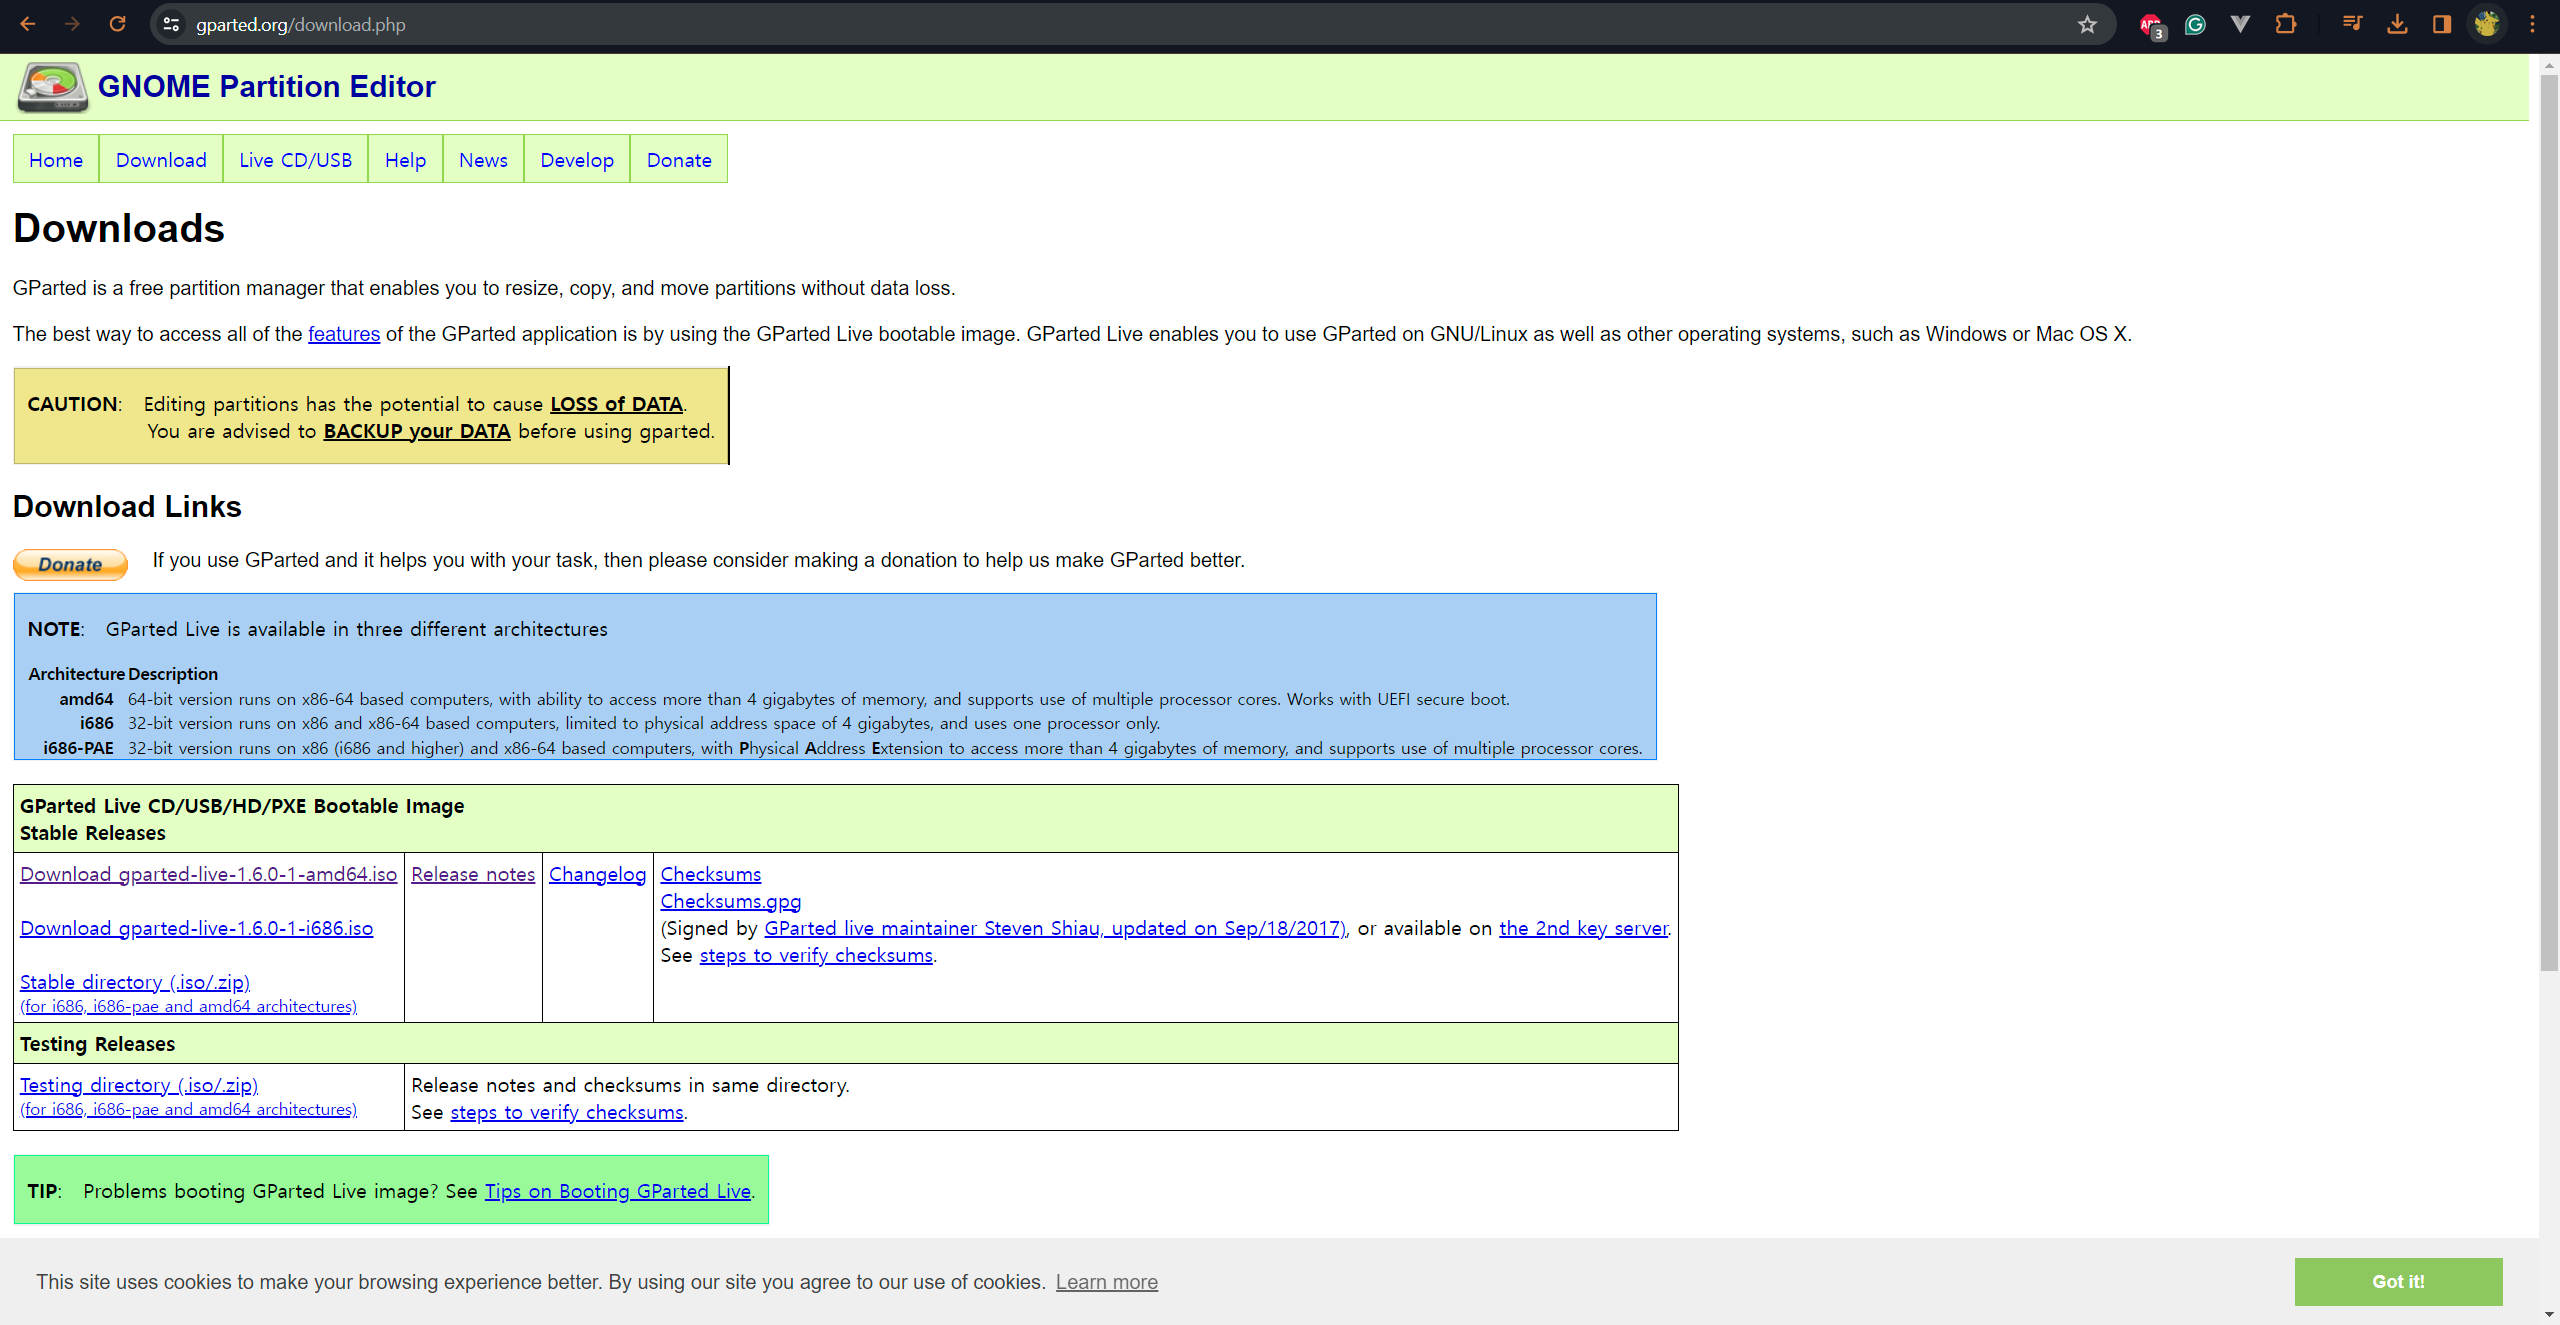 gparted.org/download.php
3
GNOME Partition Editor
Home Download Live CD/USB Help News Develop Donate
Downloads
GParted is a free partition manager that enables you to resize, copy, and move partitions without data loss.
The best way to access all of the features of the GParted application is by using the GParted Live bootable image. GParted Live enables you to use GParted on GNU/Linux as well as other operating systems, such as Windows or Mac OS X.
CAUTION: Editing partitions has the potential to cause LOSS of DATA.
You are advised to BACKUP your DATA before using gparted.
Download Links
Donate If you use GParted and it helps you with your task, then please consider making a donation to help us make GParted better.
NOTE: GParted Live is available in three different architectures
Architecture Description
amd64 64-bit version runs on x86-64 based computers, with ability to access more than 4 gigabytes of memory, and supports use of multiple processor cores. Works with UEFI secure boot.
i686 32-bit version runs on x86 and x86-64 based computers, limited to physical address space of 4 gigabytes, and uses one processor only.
i686-PAE 32-bit version runs on x86 (i686 and higher) and x86-64 based computers, with Physical Address Extension to access more than 4 gigabytes of memory, and supports use of multiple processor cores.
GParted Live CD/USB/HD/PXE Bootable Image
Stable Releases
Download gparted-live-1.6.0-1-amd64.iso Release notes Changelog Checksums
Checksums.gpg
Download gparted-live-1.6.0-1-i686.iso (Signed by GParted live maintainer Steven Shiau, updated on Sep/18/2017), or available on the 2nd key server.
See steps to verify checksums.
Stable directory (.iso/.zip)
(for i686, i686-pae and amd64 architectures)
Testing Releases
Testing directory (.iso/.zip) Release notes and checksums in same directory.
(for i686, i686-pae and amd64 architectures) See steps to verify checksums.
TIP: Problems booting GParted Live image? See Tips on Booting GParted Live.
This site uses cookies to make your browsing experience better. By using our site you agree to our use of cookies. Learn more Got it!